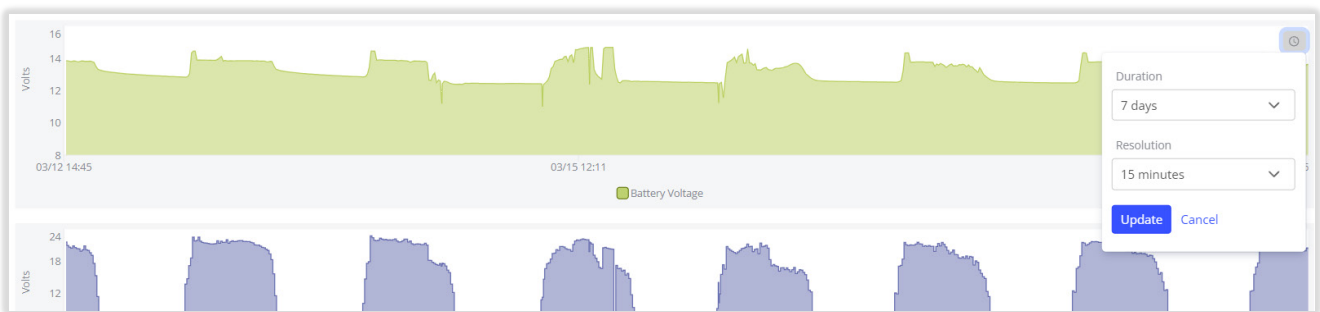 16
14
Volts
12
10
8
03/12 14:45
03/15 12:11
Battery Voltage
Duration
7 days
Resolution
15 minutes
Update Cancel
24
18
Volts
12